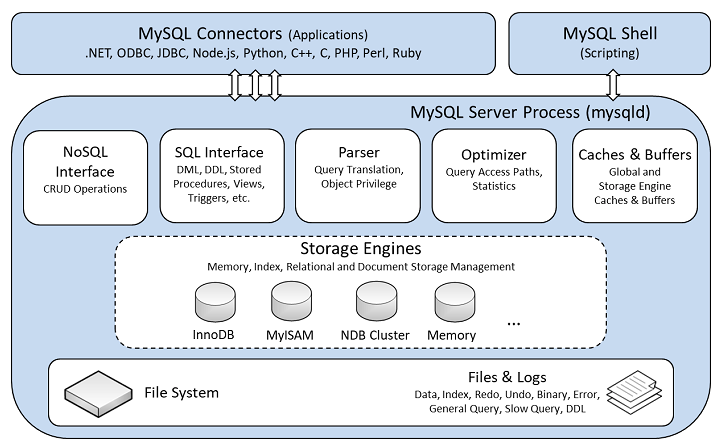 MySQL Connectors (Applications)
.NET, ODBC, JDBC, Node.js, Python, C++, C, PHP, Perl, Ruby
MySQL Shell
(Scripting)
MySQL Server Process (mysqld)
NoSQL
Interface
CRUD Operations
SQL Interface
DML, DDL, Stored
Procedures, Views,
Triggers, etc.
Parser
Query Translation,
Object Privilege
Optimizer
Query Access Paths,
Statistics
Caches & Buffers
Global and
Storage Engine
Caches & Buffers
Storage Engines
Memory, Index, Relational and Document Storage Management
InnoDB
MyISAM
NDB Cluster
Memory
...
File System
Files & Logs
Data, Index, Redo, Undo, Binary, Error,
General Query, Slow Query, DDL